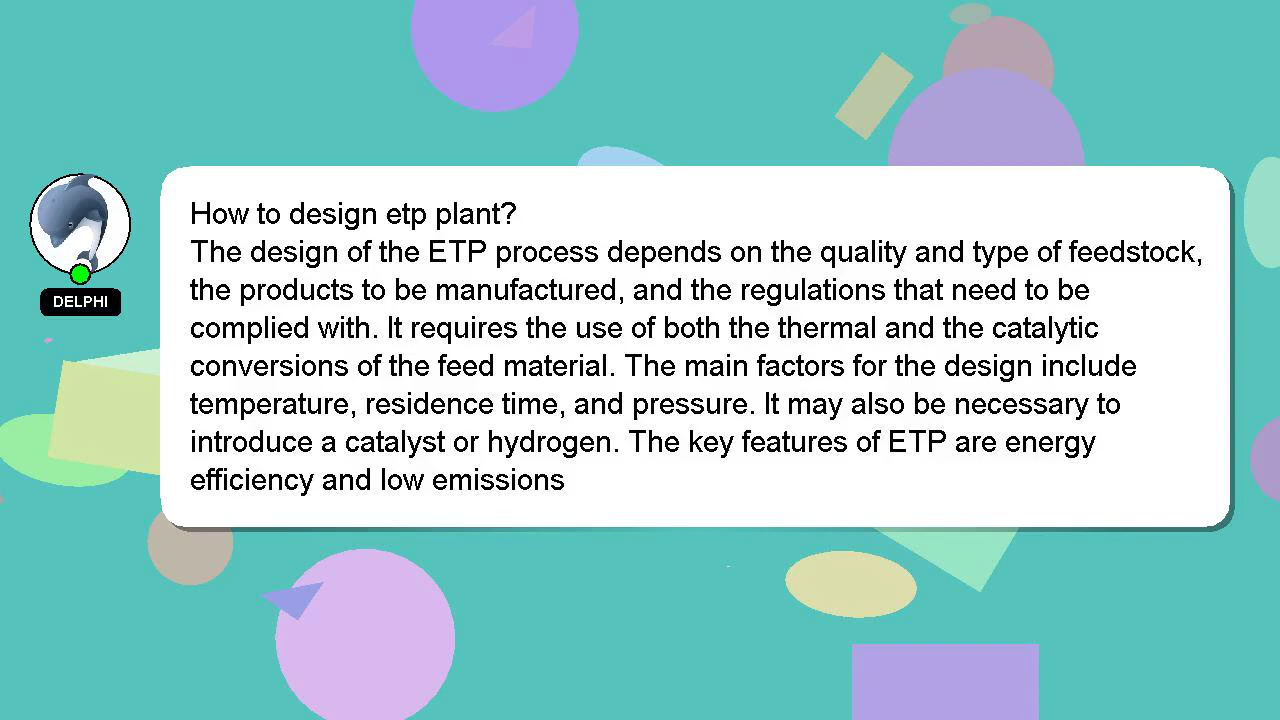 How to design etp plant?
The design of the ETP process depends on the quality and type of feedstock,
the products to be manufactured, and the regulations that need to be
complied with. It requires the use of both the thermal and the catalytic
conversions of the feed material. The main factors for the design include
temperature, residence time, and pressure. It may also be necessary to
introduce a catalyst or hydrogen. The key features of ETP are energy
efficiency and low emissions
DELPHI